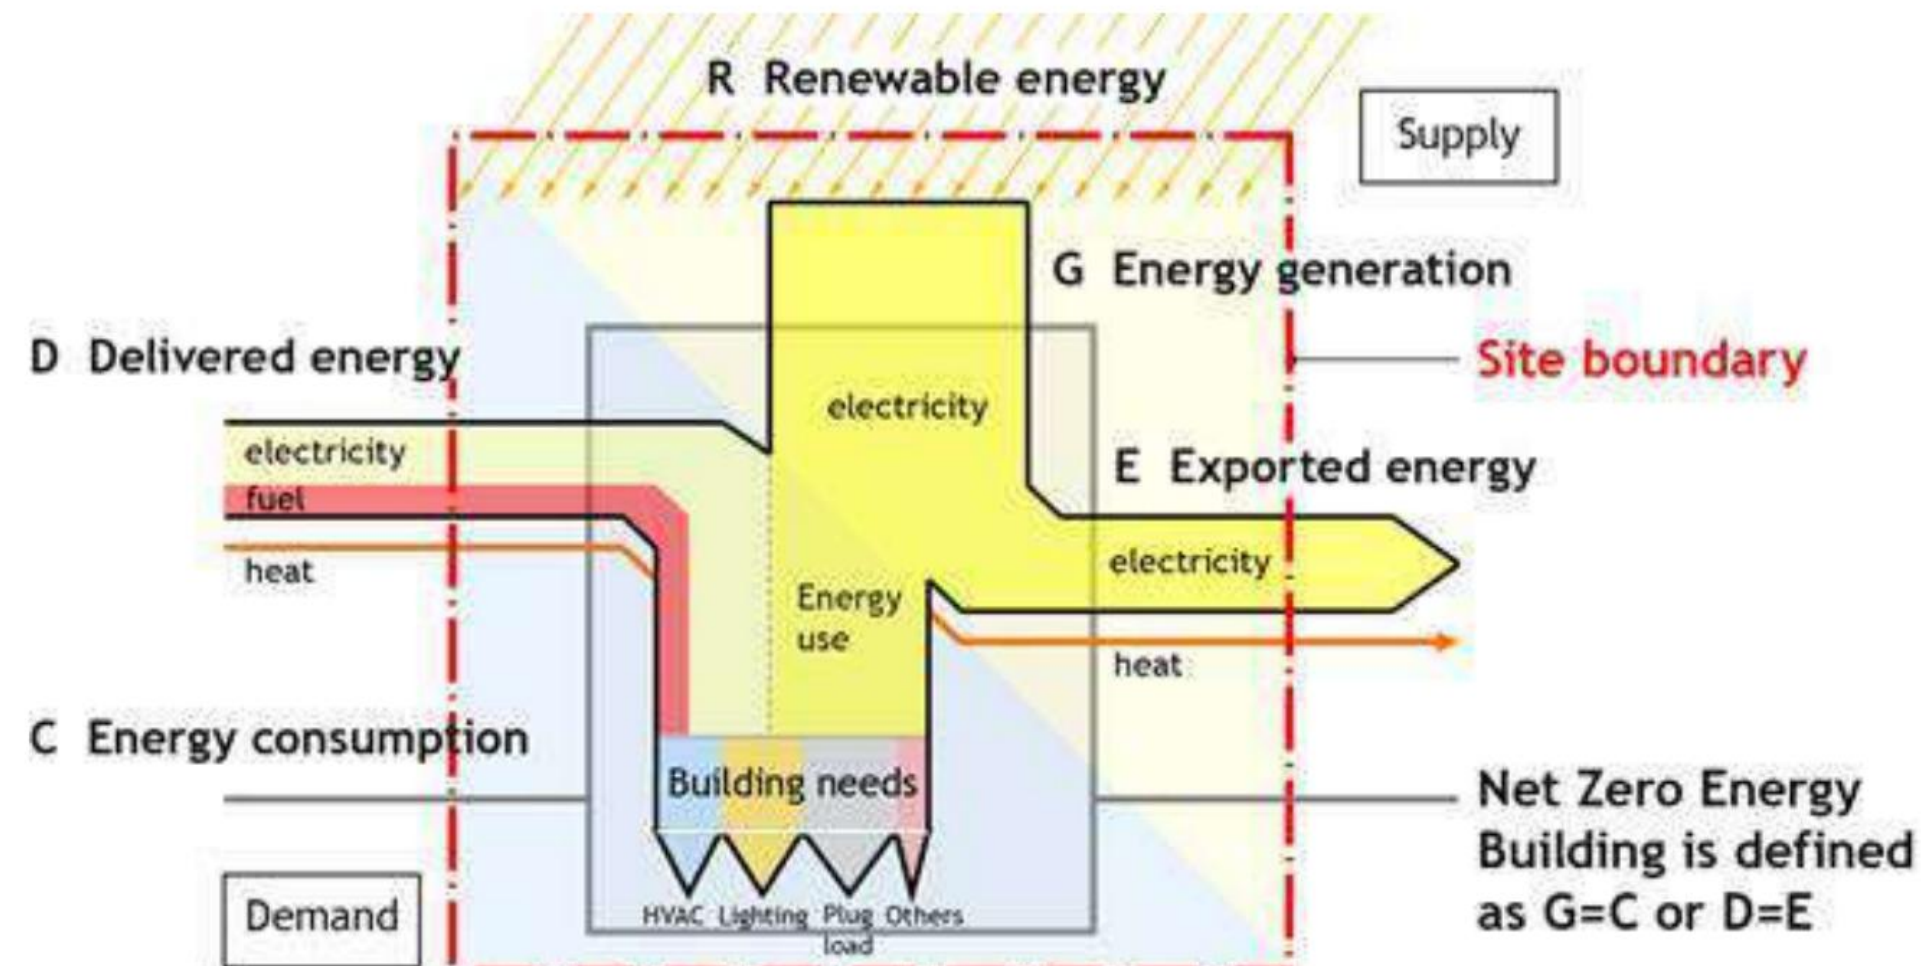 R Renewable energy
Supply
G Energy generation
D Delivered energy
Site boundary
electricity
electricity
E Exported energy
fuel
electricity
heat
Energy
use
heat
C Energy consumption
Building needs
Net Zero Energy
Building is defined
as G=C or D=E
Demand
HVAC Lighting Plug Others
load